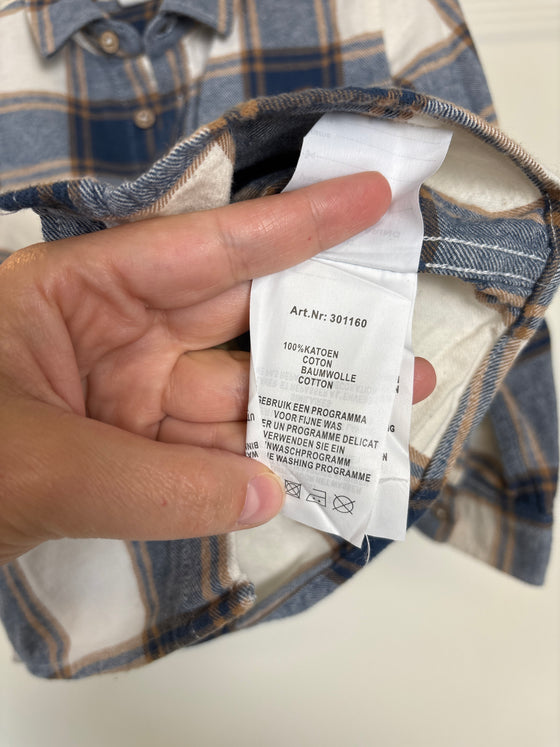 Art.Nr: 301160
100%KATOEN
COTON
BAUMWOLLE
COTTON
GEBRUIK EEN PROGRAMMA
VOOR FIJNE WAS
UN PROGRAMME DELICAT
VERWENDEN SIE EIN
NWASCHPROGRAMM
WASHING PROGRAMME